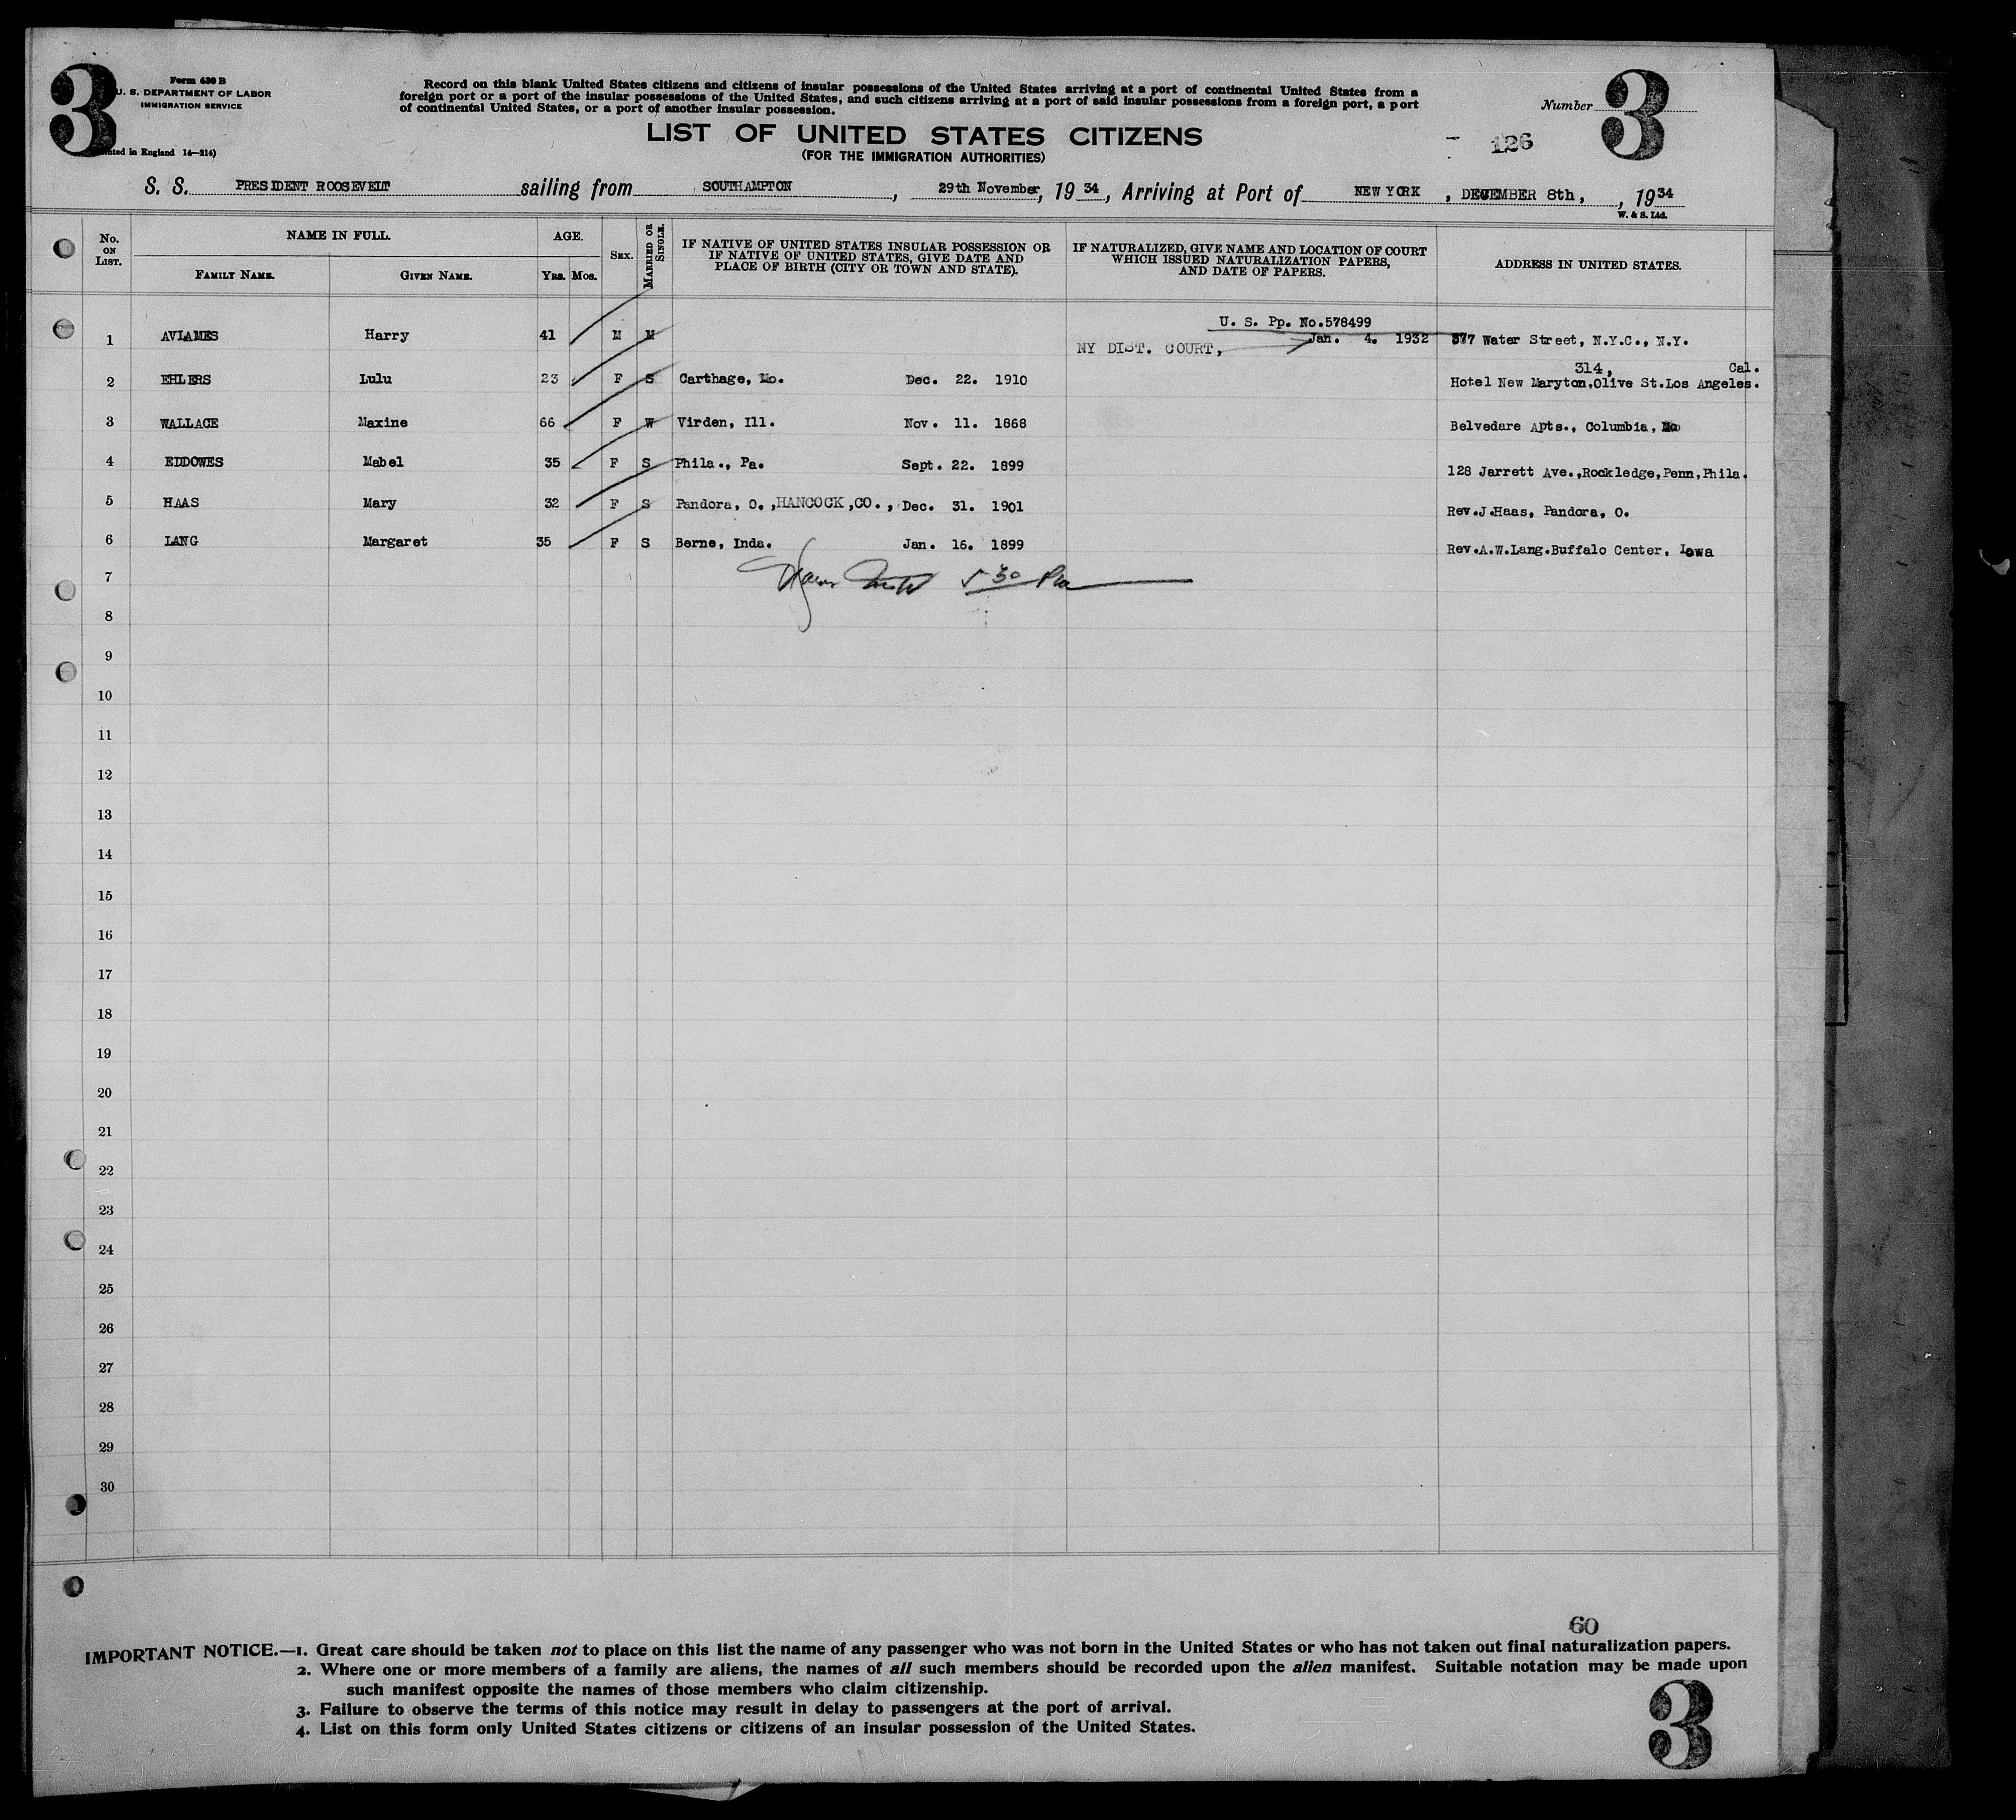 3
Form 630 B
U. S. DEPARTMENT OF LABOR
IMMIGRATION SERVICE
nted in England 14—214)
Record on this blank United States citizens and citizens of insular possessions of the United States arriving at a port of continental United States from a
foreign port or a port of the insular possessions of the United States, and such citizens arriving at a port of said insular possessions from a foreign port, a port
of continental United States, or a port of another insular possession.
Number
3
LIST OF UNITED STATES CITIZENS
(FOR THE IMMIGRATION AUTHORITIES)
126
S. S. PRESIDENT ROOSEVELT sailing from SOUTHAMPTON, 29th November, 19 34, Arriving at Port of NEW YORK, DECEMBER 8th, , 19 34
W. & S. Ltd.
No. ON LIST.
NAME IN FULL.
FAMILY NAME.
GIVEN NAME.
AGE.
YRS. MOS.
SEX.
MARRIED OR SINGLE.
IF NATIVE OF UNITED STATES INSULAR POSSESSION OR
IF NATIVE OF UNITED STATES, GIVE DATE AND
PLACE OF BIRTH (CITY OR TOWN AND STATE).
IF NATURALIZED, GIVE NAME AND LOCATION OF COURT
WHICH ISSUED NATURALIZATION PAPERS,
AND DATE OF PAPERS.
ADDRESS IN UNITED STATES.
U. S. Pp. No.578499
1 AVLAMES Harry 41 M M NY DIST. COURT, Jan. 4. 1932 377 Water Street, N.Y.C., N.Y.
314, Cal.
2 EHLERS Lulu 23 F S Carthage, Mo. Dec. 22. 1910 Hotel New Maryton,Olive St.Los Angeles.
3 WALLACE Maxine 66 F W Virden, Ill. Nov. 11. 1868 Belvedare Apts., Columbia, Mo
4 EDDOWES Mabel 35 F S Phila., Pa. Sept. 22. 1899 128 Jarrett Ave.,Rockledge,Penn,Phila.
5 HAAS Mary 32 F S Pandora, O.,HANCOCK,CO., Dec. 31. 1901 Rev.J.Haas, Pandora, O.
6 LANG Margaret 35 F S Berne, Inda. Jan. 16. 1899 Rev.A.W.Lang.Buffalo Center, Iowa
7
8
9
10
11
12
13
14
15
16
17
18
19
20
21
22
23
24
25
26
27
28
29
30
60
IMPORTANT NOTICE.—1. Great care should be taken not to place on this list the name of any passenger who was not born in the United States or who has not taken out final naturalization papers.
2. Where one or more members of a family are aliens, the names of all such members should be recorded upon the alien manifest. Suitable notation may be made upon
such manifest opposite the names of those members who claim citizenship.
3. Failure to observe the terms of this notice may result in delay to passengers at the port of arrival.
4. List on this form only United States citizens or citizens of an insular possession of the United States.
3